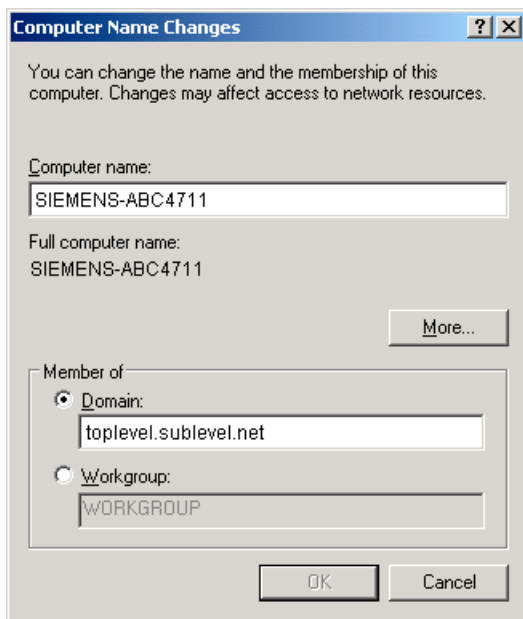 Computer Name Changes
You can change the name and the membership of this
computer. Changes may affect access to network resources.
Computer name:
SIEMENS-ABC4711
Full computer name:
SIEMENS-ABC4711
More...
Member of
Domain:
toplevel.sublevel.net
Workgroup:
WORKGROUP
OK Cancel